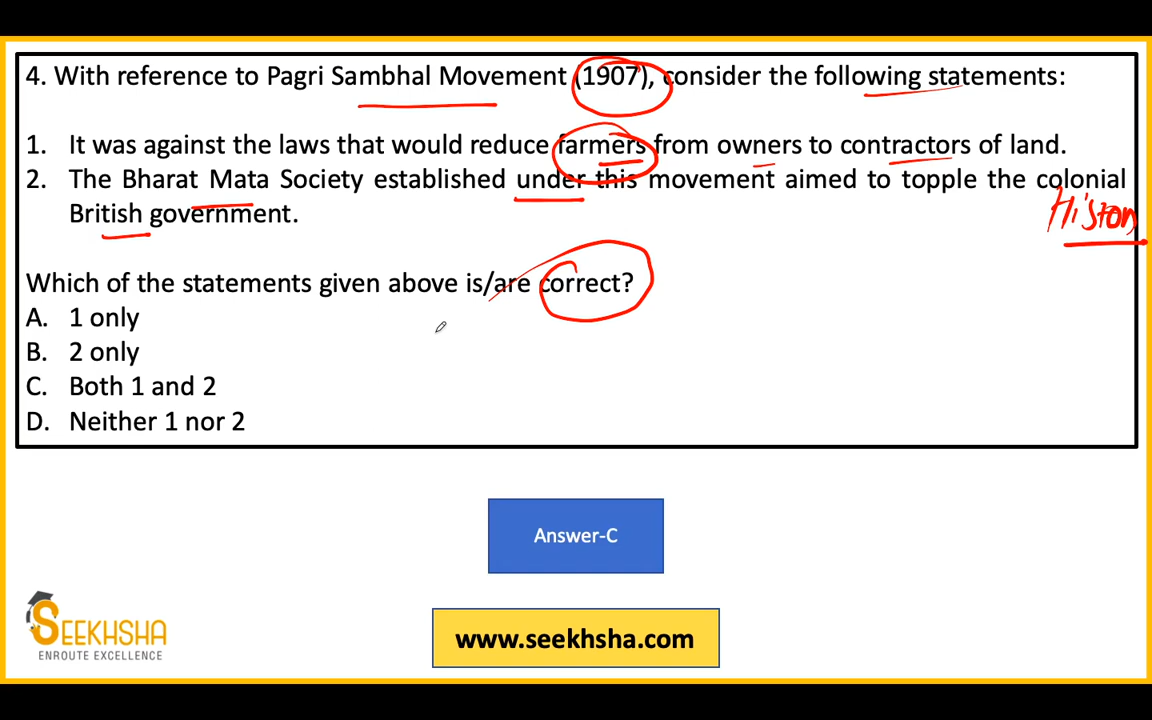 4. With reference to Pagri Sambhal Movement (1907), consider the following statements:
1. It was against the laws that would reduce farmers from owners to contractors of land.
2. The Bharat Mata Society established under this movement aimed to topple the colonial
British government.
History
Which of the statements given above is/are correct?
A. 1 only
B. 2 only
C. Both 1 and 2
D. Neither 1 nor 2
Answer-C
SEEKHSHA
ENROUTE EXCELLENCE
www.seekhsha.com